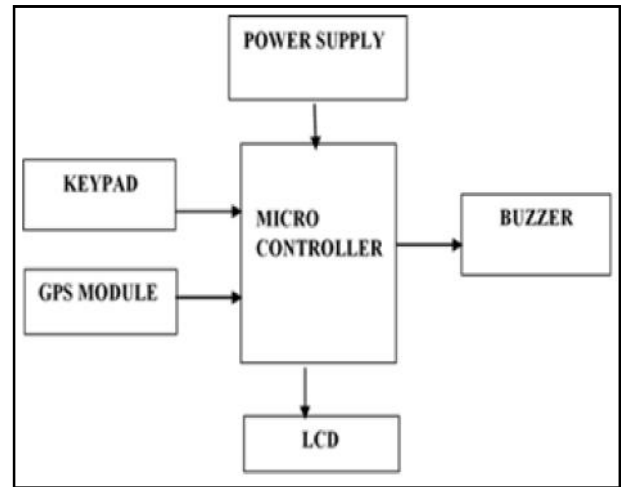 POWER SUPPLY
KEYPAD
MICRO
CONTROLLER
BUZZER
GPS MODULE
LCD